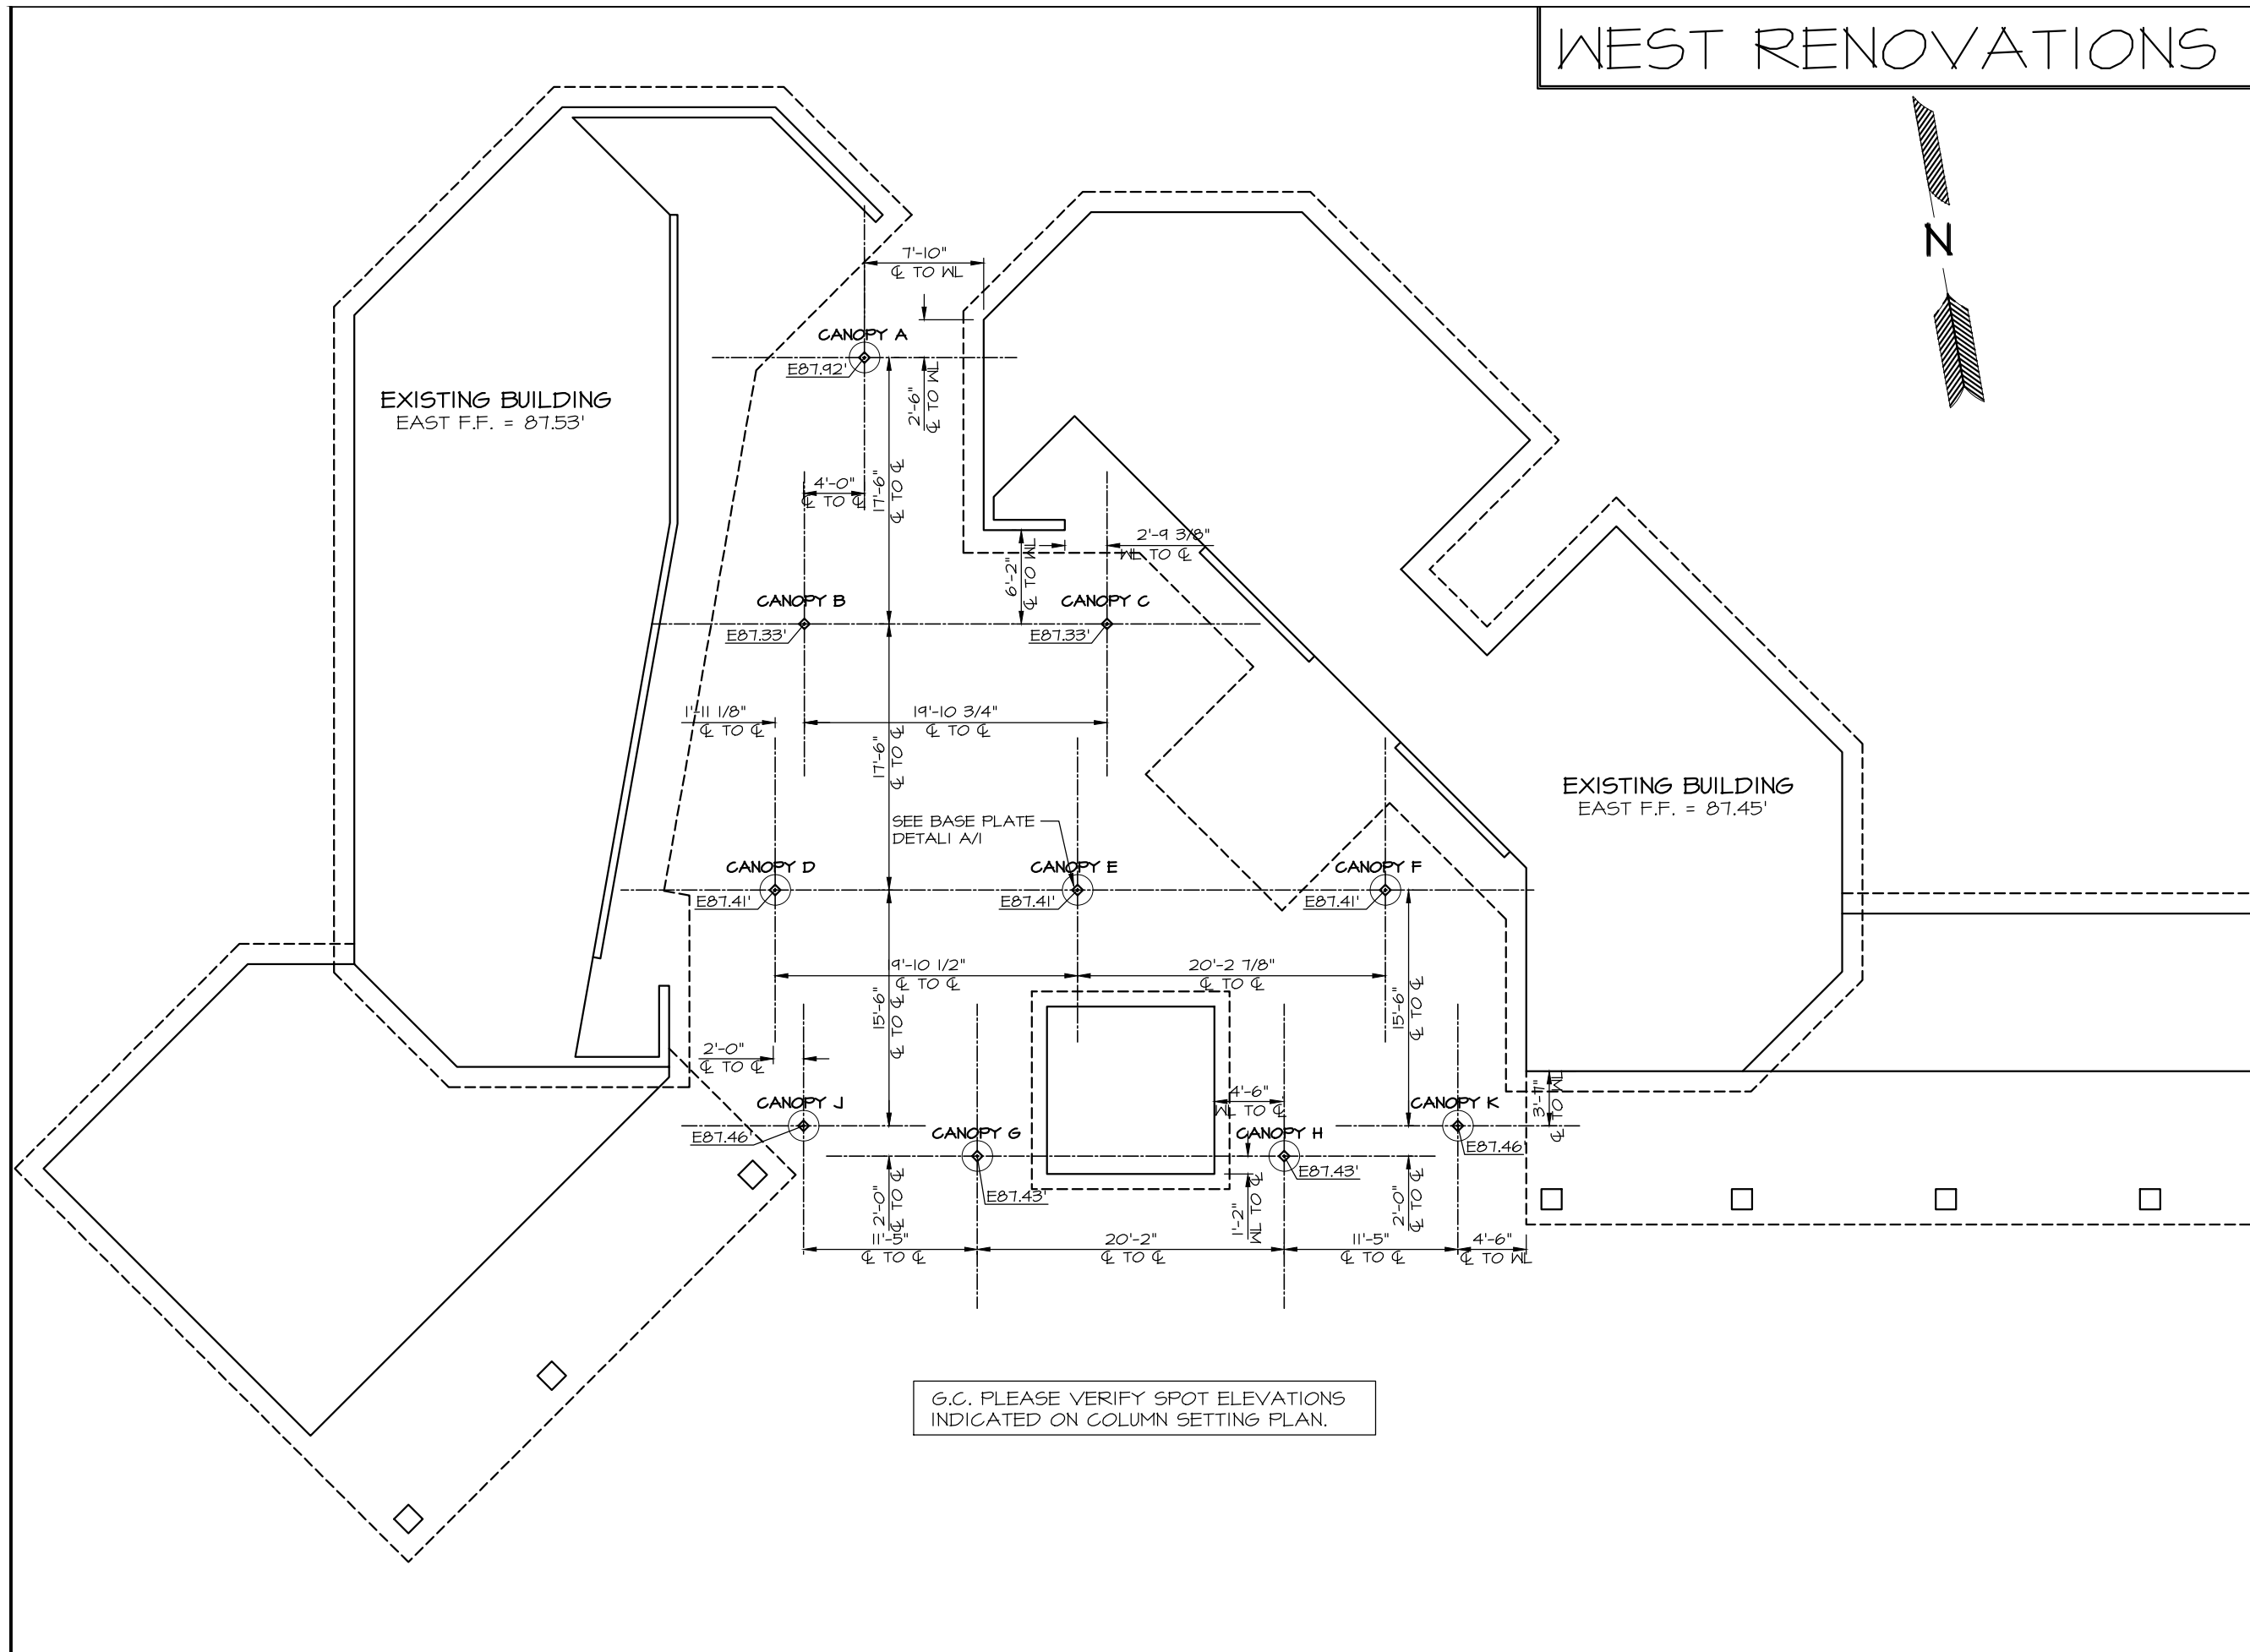 WEST RENOVATIONS
N
7'-10"
℄ TO WL
CANOPY A
E87.92'
2'-6"
℄ TO WL
EXISTING BUILDING
EAST F.F. = 87.53'
4'-0"
℄ TO ℄
17'-6"
℄ TO ℄
2'-9 3/8"
WL TO ℄
6'-2"
℄ TO WL
CANOPY B
E87.33'
CANOPY C
E87.33'
1'-11 1/8"
℄ TO ℄
19'-10 3/4"
℄ TO ℄
17'-6"
℄ TO ℄
EXISTING BUILDING
EAST F.F. = 87.45'
SEE BASE PLATE
DETALI A/1
CANOPY D
E87.41'
CANOPY E
E87.41'
CANOPY F
E87.41'
9'-10 1/2"
℄ TO ℄
20'-2 7/8"
℄ TO ℄
15'-6"
℄ TO ℄
15'-6"
℄ TO ℄
2'-0"
℄ TO ℄
4'-6"
WL TO ℄
3'-7"
℄ TO WL
CANOPY J
E87.46'
CANOPY G
E87.43'
CANOPY H
E87.43'
CANOPY K
E87.46'
2'-0"
℄ TO ℄
1'-2"
WL TO ℄
2'-0"
℄ TO ℄
11'-5"
℄ TO ℄
20'-2"
℄ TO ℄
11'-5"
℄ TO ℄
4'-6"
℄ TO WL
G.C. PLEASE VERIFY SPOT ELEVATIONS
INDICATED ON COLUMN SETTING PLAN.